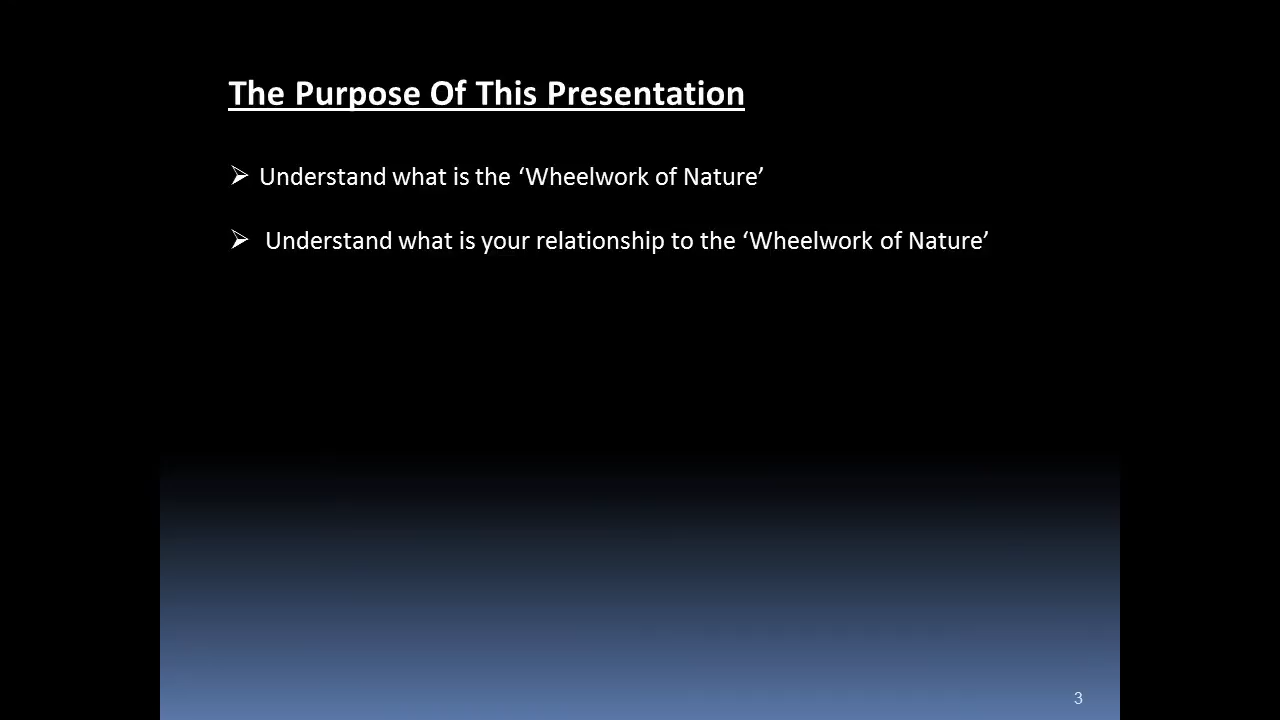 The Purpose Of This Presentation
➢ Understand what is the ‘Wheelwork of Nature’
➢ Understand what is your relationship to the ‘Wheelwork of Nature’
3